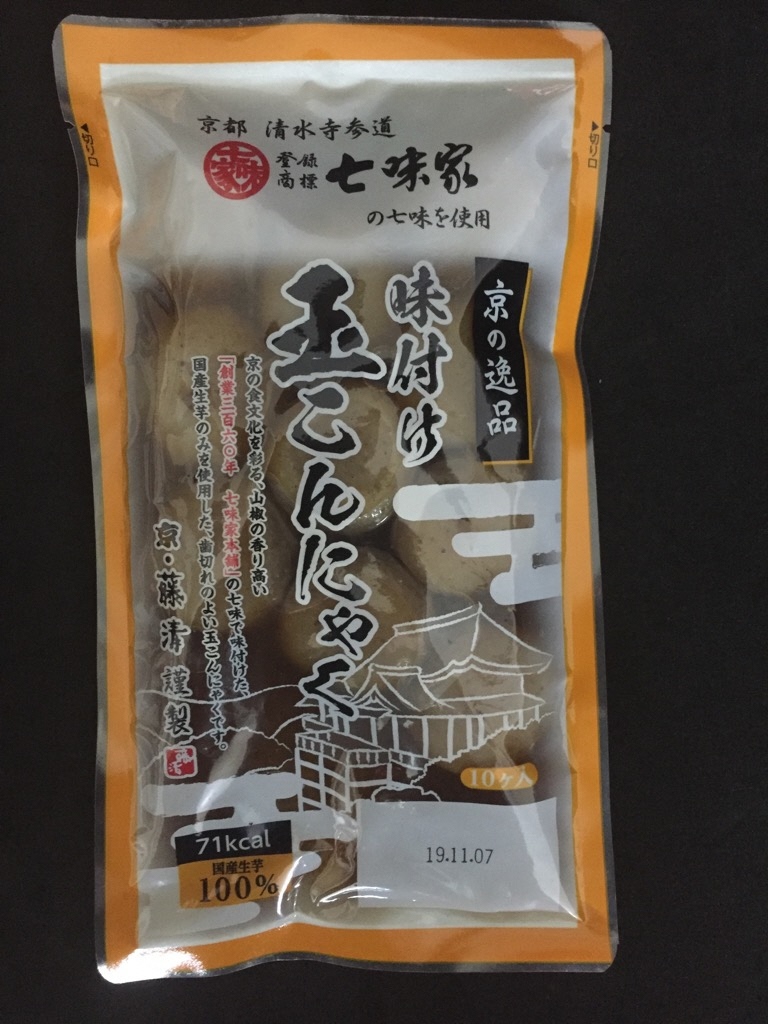 京都 清水寺参道
登録商標
七味家
の七味を使用
切り口
切り口
京の逸品
味付け
玉こんにゃく
京の食文化を彩る、山椒の香り高い
「創業三百六〇年 七味家本舗」の七味で味付けた、
国産生芋のみを使用した、歯切れのよい玉こんにゃくです。
京・藤清 謹製
10ケ入
71kcal
国産生芋
100%
19.11.07